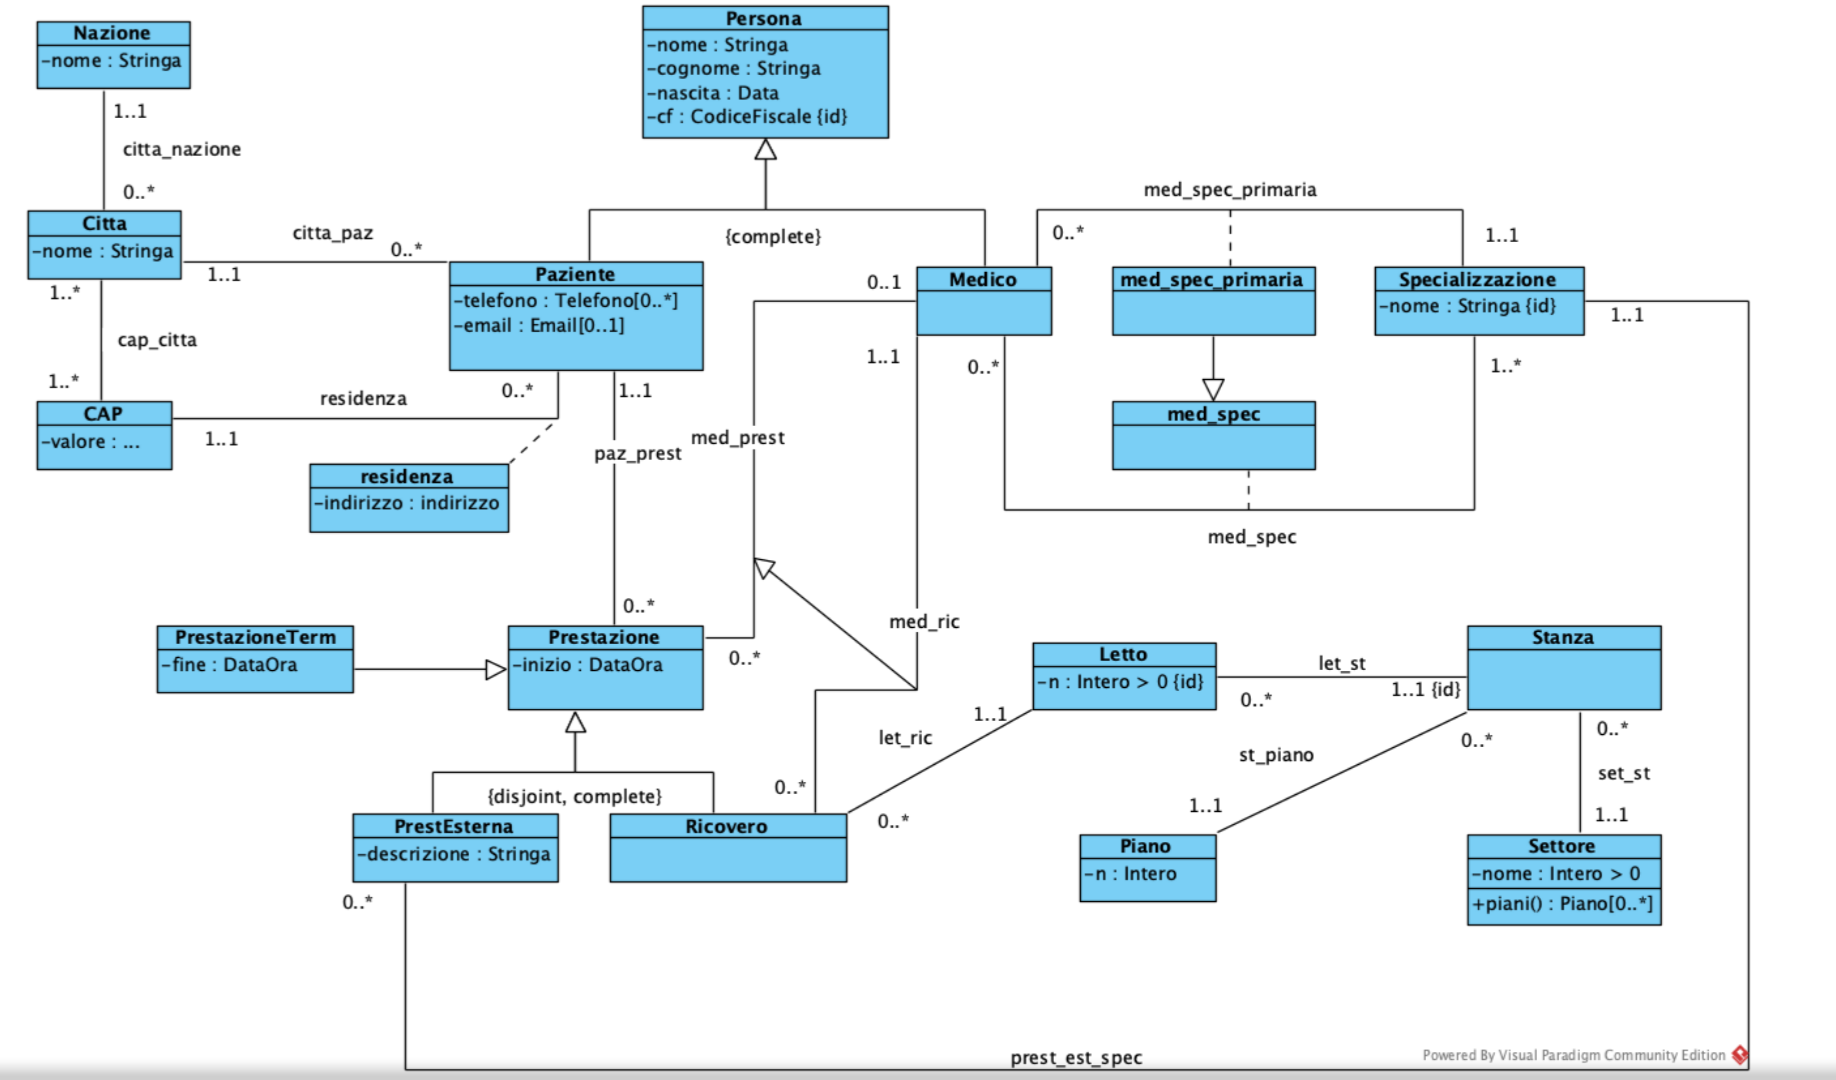 Persona
-nome : Stringa
-cognome : Stringa
-nascita : Data
-cf : CodiceFiscale {id}
Nazione
-nome : Stringa
1..1
citta_nazione
0..*
Citta
-nome : Stringa
citta_paz
0..*
1..1
{complete}
Paziente
-telefono : Telefono[0..*]
-email : Email[0..1]
med_spec_primaria
0..*
1..1
0..1
Medico
med_spec_primaria
Specializzazione
-nome : Stringa {id}
1..1
1..*
cap_citta
1..*
CAP
-valore : ...
residenza
0..*
1..1
1..1
residenza
-indirizzo : indirizzo
paz_prest
med_prest
1..1
0..*
1..*
med_spec
med_spec
0..*
PrestazioneTerm
-fine : DataOra
Prestazione
-inizio : DataOra
0..*
med_ric
Letto
-n : Intero > 0 {id}
let_st
0..*
1..1 {id}
Stanza
1..1
let_ric
0..*
0..*
{disjoint, complete}
PrestEsterna
-descrizione : Stringa
Ricovero
0..*
st_piano
0..*
1..1
Piano
-n : Intero
0..*
set_st
1..1
Settore
-nome : Intero > 0
+piani() : Piano[0..*]
0..*
prest_est_spec
Powered By Visual Paradigm Community Edition